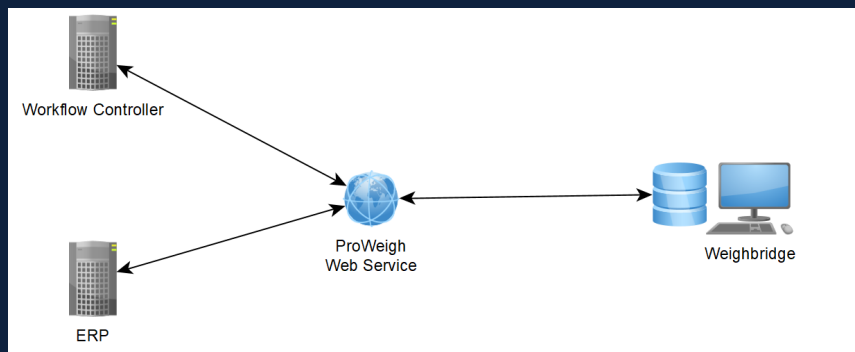 Workflow Controller
ProWeigh
Web Service
Weighbridge
ERP